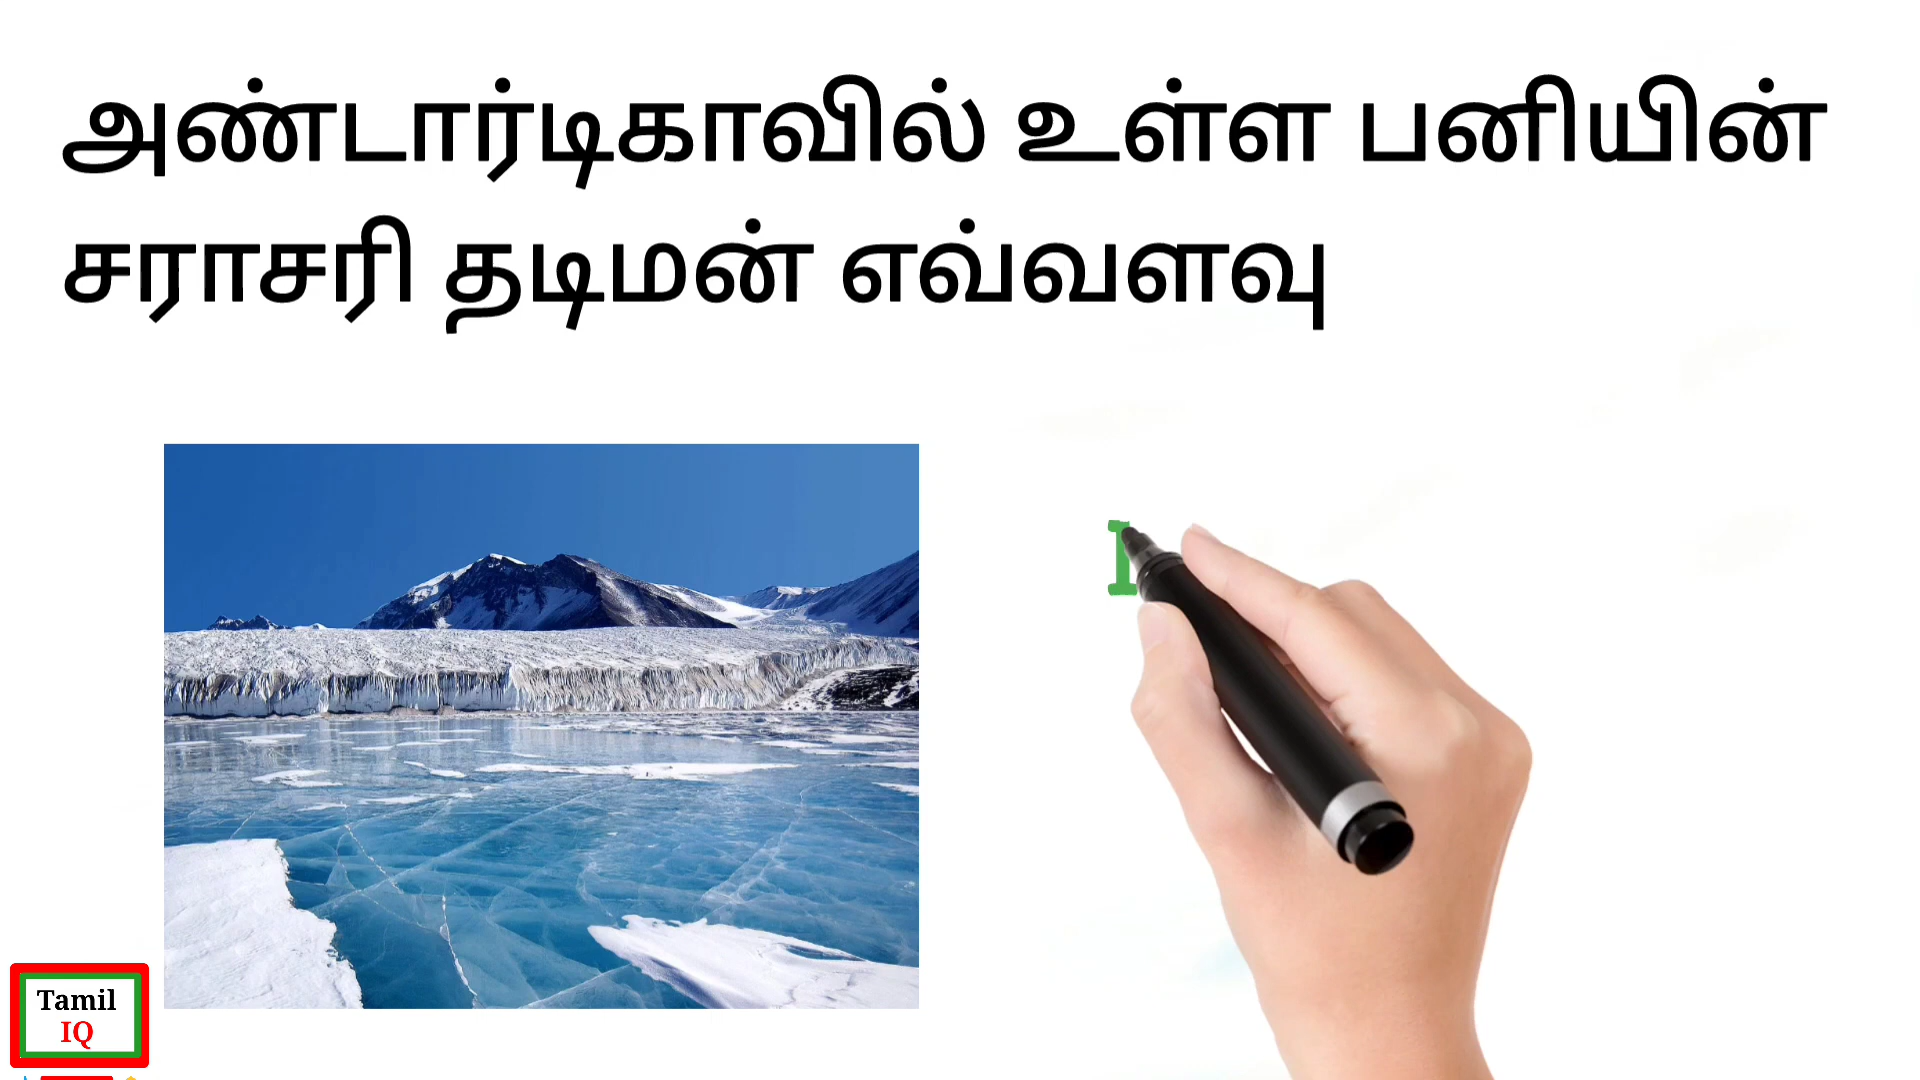 அண்டார்டிகாவில் உள்ள பனியின்
சராசரி தடிமன் எவ்வளவு
Tamil
IQ